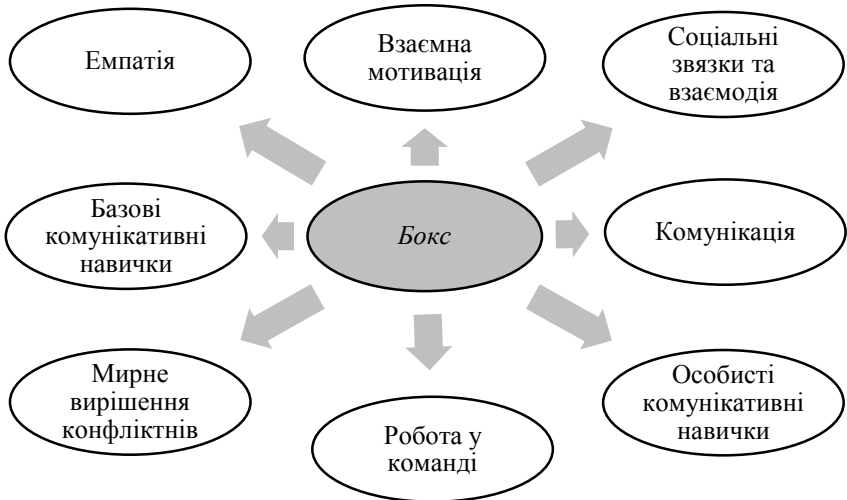 Емпатія
Взаємна
мотивація
Соціальні
звязки та
взаємодія
Базові
комунікативні
навички
Бокс
Комунікація
Мирне
вирішення
конфліктнів
Робота у
команді
Особисті
комунікативні
навички